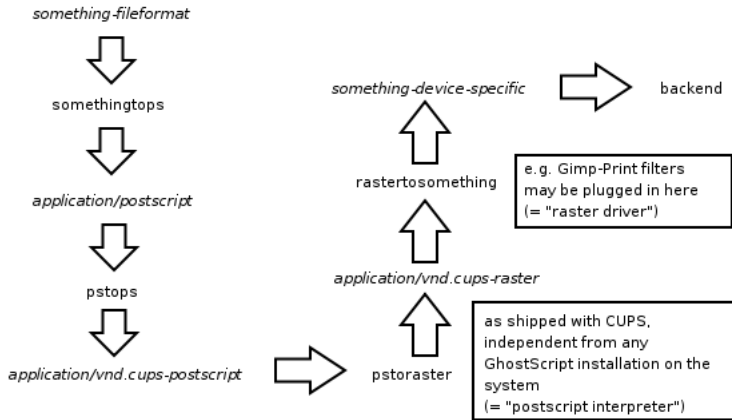 something-fileformat
somethingtops
application/postscript
pstops
application/vnd.cups-postscript
pstoraster
as shipped with CUPS,
independent from any
GhostScript installation on the
system
(= "postscript interpreter")
application/vnd.cups-raster
rastertosomething
e.g. Gimp-Print filters
may be plugged in here
(= "raster driver")
something-device-specific
backend